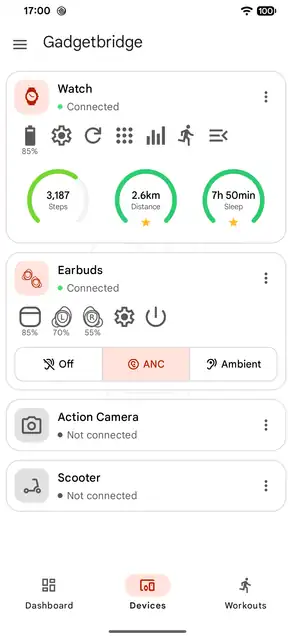 17:00
100
Gadgetbridge
Watch
Connected
85%
3,187
Steps
2.6km
Distance
7h 50min
Sleep
Earbuds
Connected
L
R
85%
70%
55%
Off
ANC
Ambient
Action Camera
Not connected
Scooter
Not connected
Dashboard
Devices
Workouts